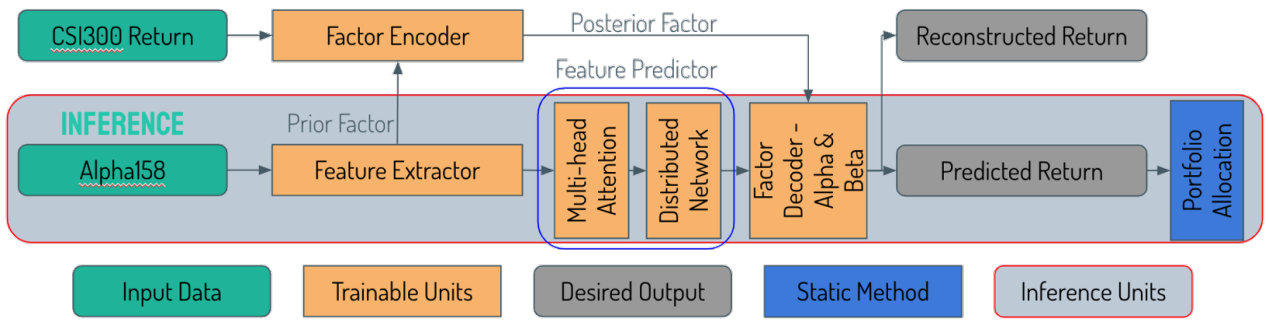 CSI300 Return
Factor Encoder
Posterior Factor
Reconstructed Return
Feature Predictor
INFERENCE
Prior Factor
Alpha158
Feature Extractor
Multi-head
Attention
Distributed
Network
Factor
Decoder -
Alpha &
Beta
Predicted Return
Portfolio
Allocation
Input Data
Trainable Units
Desired Output
Static Method
Inference Units